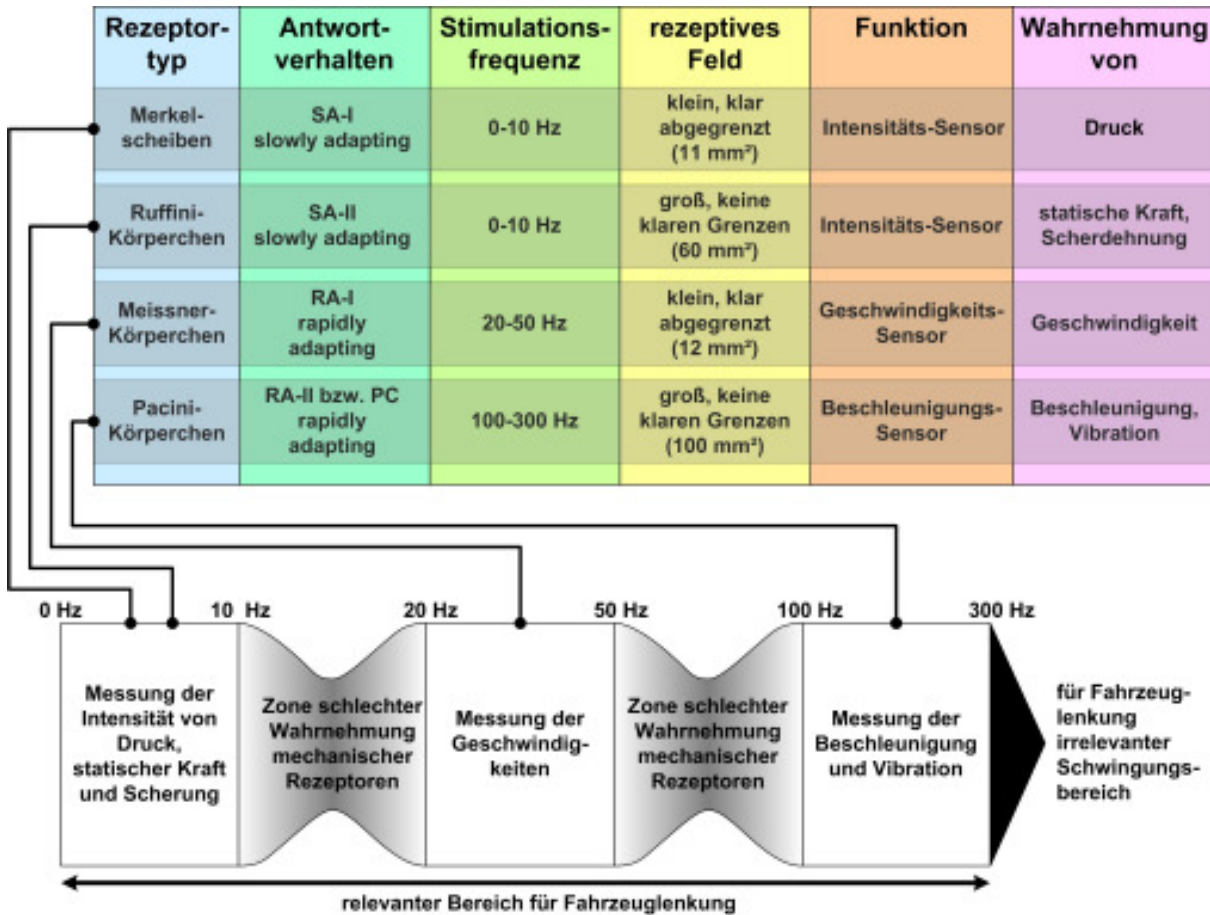 Rezeptor-
typ
Antwort-
verhalten
Stimulations-
frequenz
rezeptives
Feld
Funktion
Wahrnehmung
von
Merkel-
scheiben
SA-I
slowly adapting
0-10 Hz
klein, klar
abgegrenzt
(11 mm²)
Intensitäts-Sensor
Druck
Ruffini-
Körperchen
SA-II
slowly adapting
0-10 Hz
groß, keine
klaren Grenzen
(60 mm²)
Intensitäts-Sensor
statische Kraft,
Scherdehnung
Meissner-
Körperchen
RA-I
rapidly
adapting
20-50 Hz
klein, klar
abgegrenzt
(12 mm²)
Geschwindigkeits-
Sensor
Geschwindigkeit
Pacini-
Körperchen
RA-II bzw. PC
rapidly
adapting
100-300 Hz
groß, keine
klaren Grenzen
(100 mm²)
Beschleunigungs-
Sensor
Beschleunigung,
Vibration
0 Hz
10 Hz
20 Hz
50 Hz
100 Hz
300 Hz
Messung der
Intensität von
Druck,
statischer Kraft
und Scherung
Zone schlechter
Wahrnehmung
mechanischer
Rezeptoren
Messung der
Geschwindig-
keiten
Zone schlechter
Wahrnehmung
mechanischer
Rezeptoren
Messung der
Beschleunigung
und Vibration
für Fahrzeug-
lenkung
irrelevanter
Schwingungs-
bereich
relevanter Bereich für Fahrzeuglenkung